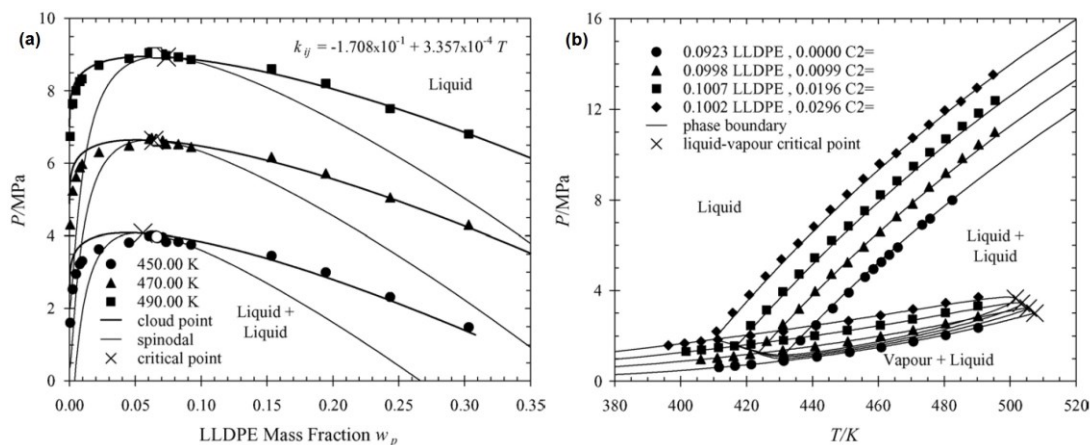 (a)
k_ij = -1.708x10^-1 + 3.357x10^-4 T
Liquid
Liquid +
Liquid
450.00 K
470.00 K
490.00 K
cloud point
spinodal
critical point
P/MPa
10
8
6
4
2
0
0.00 0.05 0.10 0.15 0.20 0.25 0.30 0.35
LLDPE Mass Fraction w_p
(b)
0.0923 LLDPE , 0.0000 C2=
0.0998 LLDPE , 0.0099 C2=
0.1007 LLDPE , 0.0196 C2=
0.1002 LLDPE , 0.0296 C2=
phase boundary
liquid-vapour critical point
Liquid
Liquid +
Liquid
Vapour + Liquid
P/MPa
16
12
8
4
0
380 400 420 440 460 480 500 520
T/K